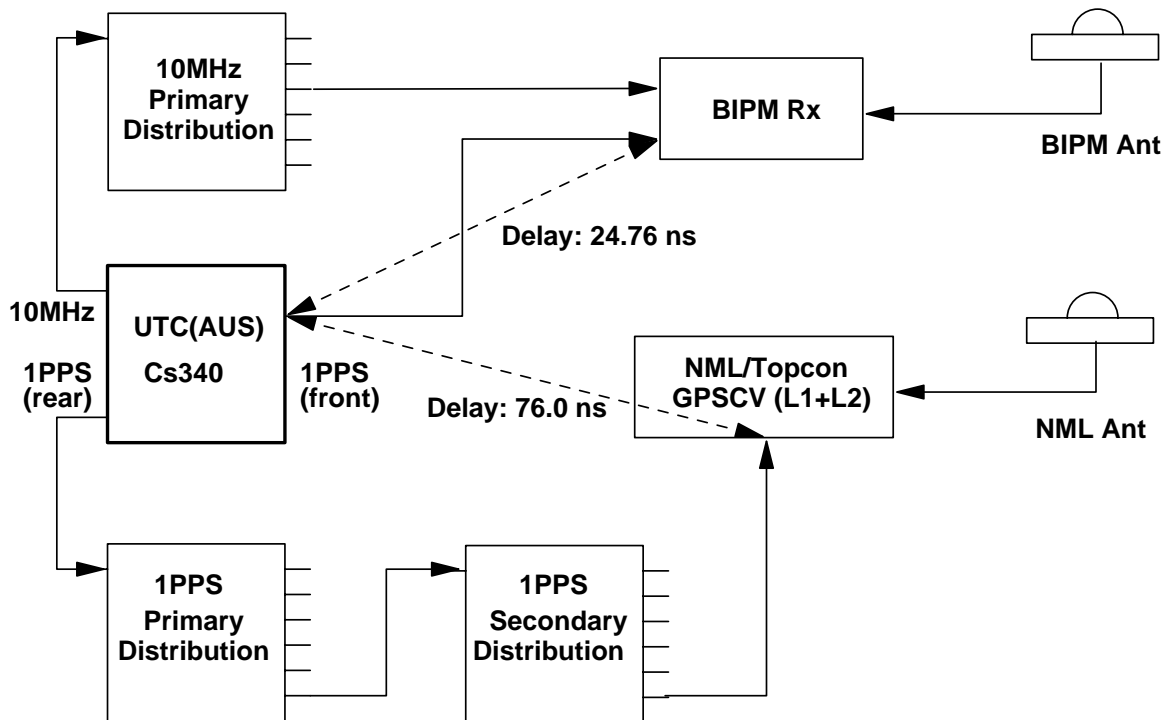 10MHz
Primary
Distribution
BIPM Rx
BIPM Ant
Delay: 24.76 ns
10MHz
UTC(AUS)
Cs340
1PPS
(rear)
1PPS
(front)
Delay: 76.0 ns
NML/Topcon
GPSCV (L1+L2)
NML Ant
1PPS
Primary
Distribution
1PPS
Secondary
Distribution